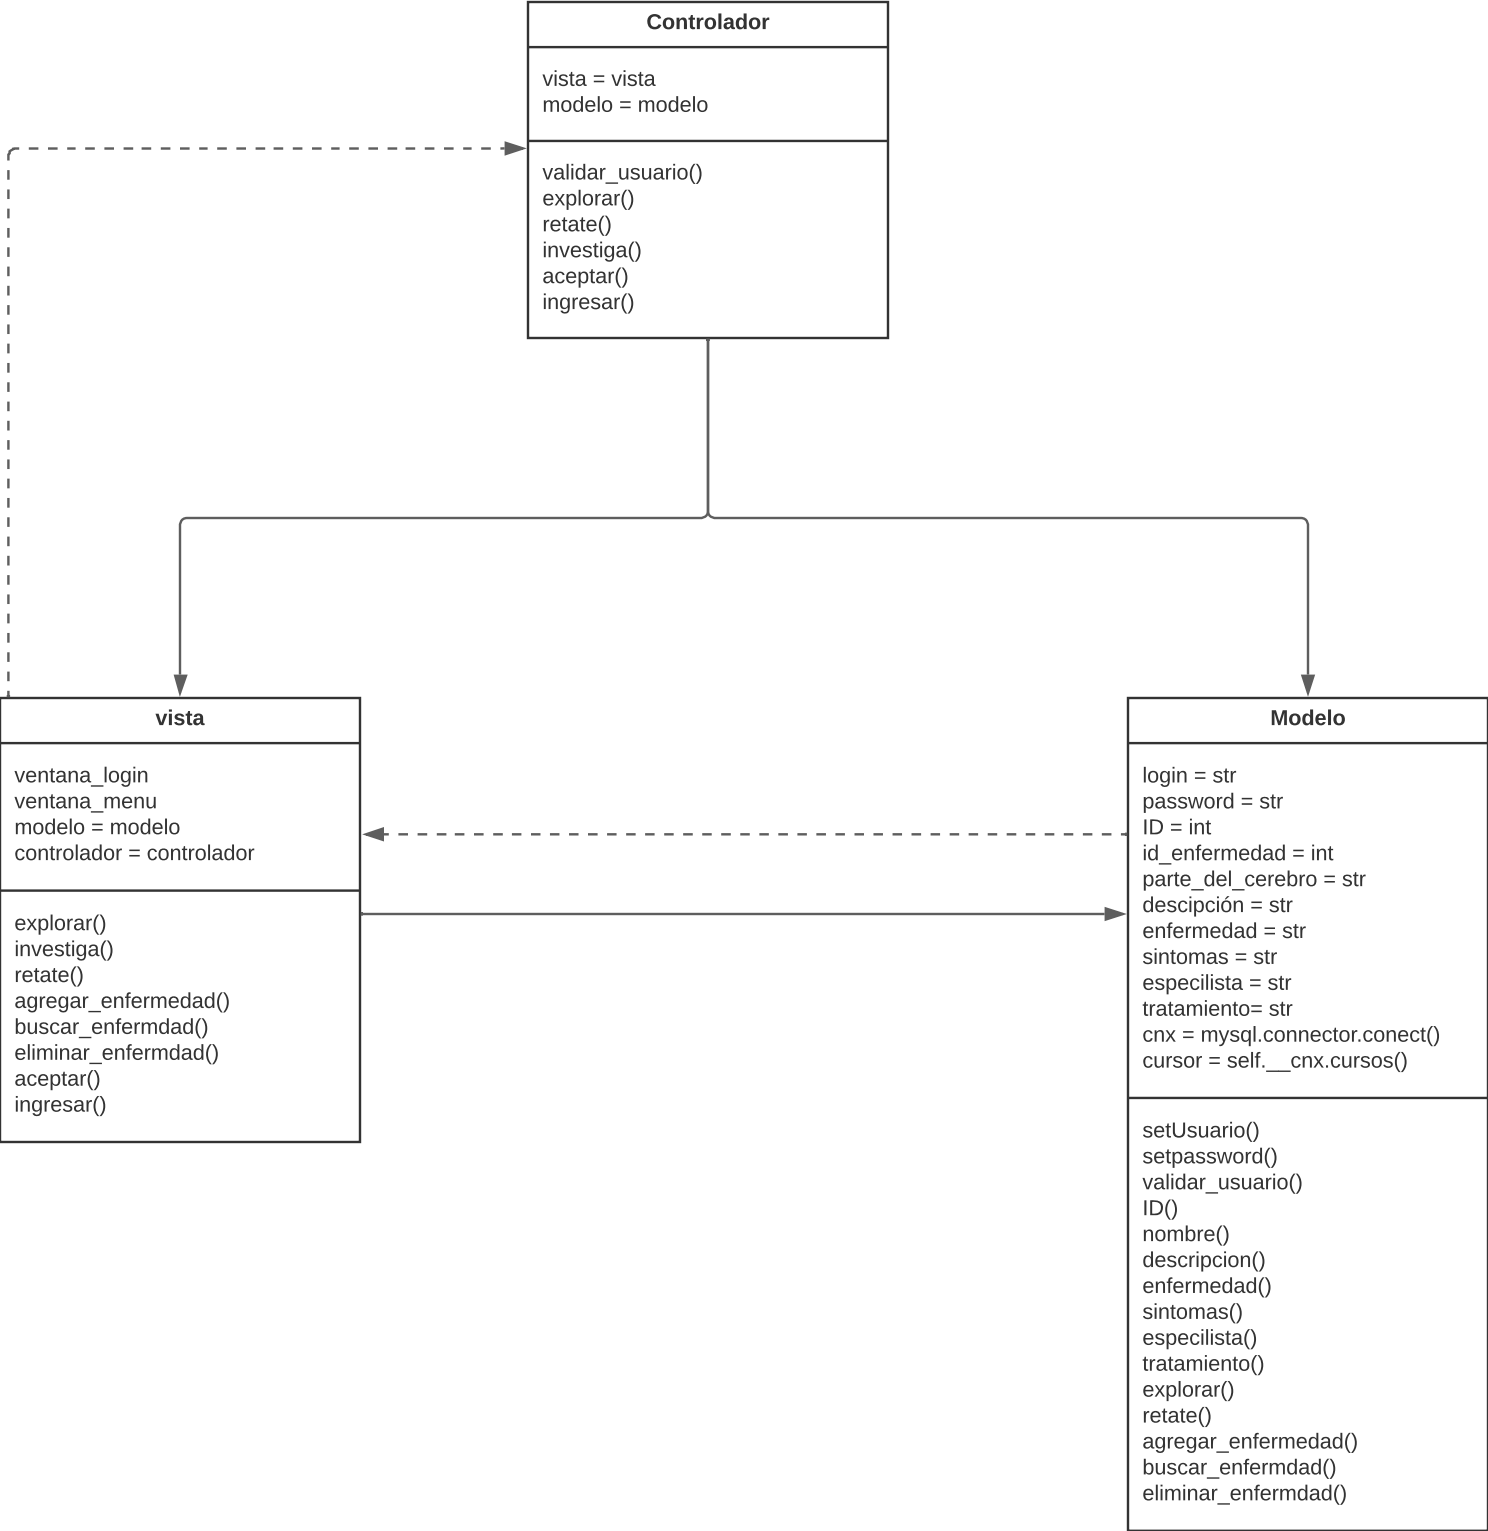 Controlador
vista = vista
modelo = modelo
validar_usuario()
explorar()
retate()
investiga()
aceptar()
ingresar()
vista
ventana_login
ventana_menu
modelo = modelo
controlador = controlador
explorar()
investiga()
retate()
agregar_enfermedad()
buscar_enfermdad()
eliminar_enfermdad()
aceptar()
ingresar()
Modelo
login = str
password = str
ID = int
id_enfermedad = int
parte_del_cerebro = str
descipción = str
enfermedad = str
sintomas = str
especilista = str
tratamiento= str
cnx = mysql.connector.conect()
cursor = self.__cnx.cursos()
setUsuario()
setpassword()
validar_usuario()
ID()
nombre()
descripcion()
enfermedad()
sintomas()
especilista()
tratamiento()
explorar()
retate()
agregar_enfermedad()
buscar_enfermdad()
eliminar_enfermdad()